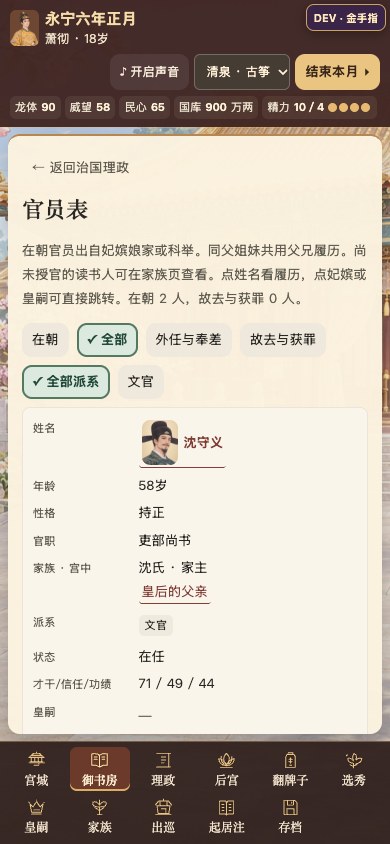 永宁六年正月
萧彻 · 18岁
DEV · 金手指
♪ 开启声音
清泉 · 古筝
结束本月 ▸
龙体 90
威望 58
民心 65
国库 900 万两
精力 10 / 4
← 返回治国理政
官员表
在朝官员出自妃嫔娘家或科举。同父姐妹共用父兄履历。尚
未授官的读书人可在家族页查看。点姓名看履历，点妃嫔或
皇嗣可直接跳转。在朝 2 人，故去与获罪 0 人。
在朝
✓ 全部
外任与奉差
故去与获罪
✓ 全部派系
文官
姓名
沈守义
年龄
58岁
性格
持正
官职
吏部尚书
家族 · 宫中
沈氏 · 家主
皇后的父亲
派系
文官
状态
在任
才干/信任/功绩
71 / 49 / 44
皇嗣
—
宫城
御书房
理政
后宫
翻牌子
选秀
皇嗣
家族
出巡
起居注
存档